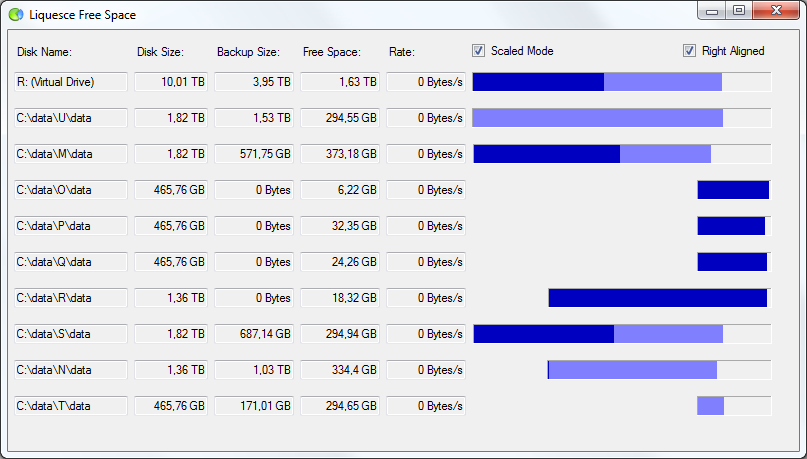 Liquesce Free Space
Disk Name: Disk Size: Backup Size: Free Space: Rate: Scaled Mode Right Aligned
R: (Virtual Drive) 10,01 TB 3,95 TB 1,63 TB 0 Bytes/s
C:\data\U\data 1,82 TB 1,53 TB 294,55 GB 0 Bytes/s
C:\data\M\data 1,82 TB 571,75 GB 373,18 GB 0 Bytes/s
C:\data\O\data 465,76 GB 0 Bytes 6,22 GB 0 Bytes/s
C:\data\P\data 465,76 GB 0 Bytes 32,35 GB 0 Bytes/s
C:\data\Q\data 465,76 GB 0 Bytes 24,26 GB 0 Bytes/s
C:\data\R\data 1,36 TB 0 Bytes 18,32 GB 0 Bytes/s
C:\data\S\data 1,82 TB 687,14 GB 294,94 GB 0 Bytes/s
C:\data\N\data 1,36 TB 1,03 TB 334,4 GB 0 Bytes/s
C:\data\T\data 465,76 GB 171,01 GB 294,65 GB 0 Bytes/s